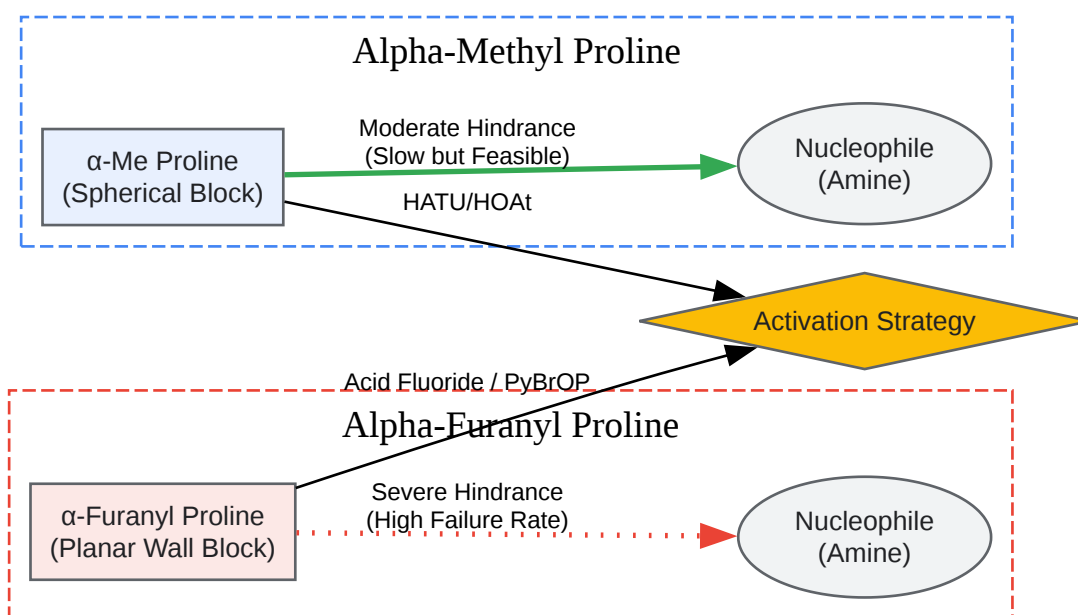 Alpha-Methyl Proline
α-Me Proline
(Spherical Block)
Moderate Hindrance
(Slow but Feasible)
Nucleophile
(Amine)
HATU/HOAt
Activation Strategy
Acid Fluoride / PyBrOP
Alpha-Furanyl Proline
α-Furanyl Proline
(Planar Wall Block)
Severe Hindrance
(High Failure Rate)
Nucleophile
(Amine)